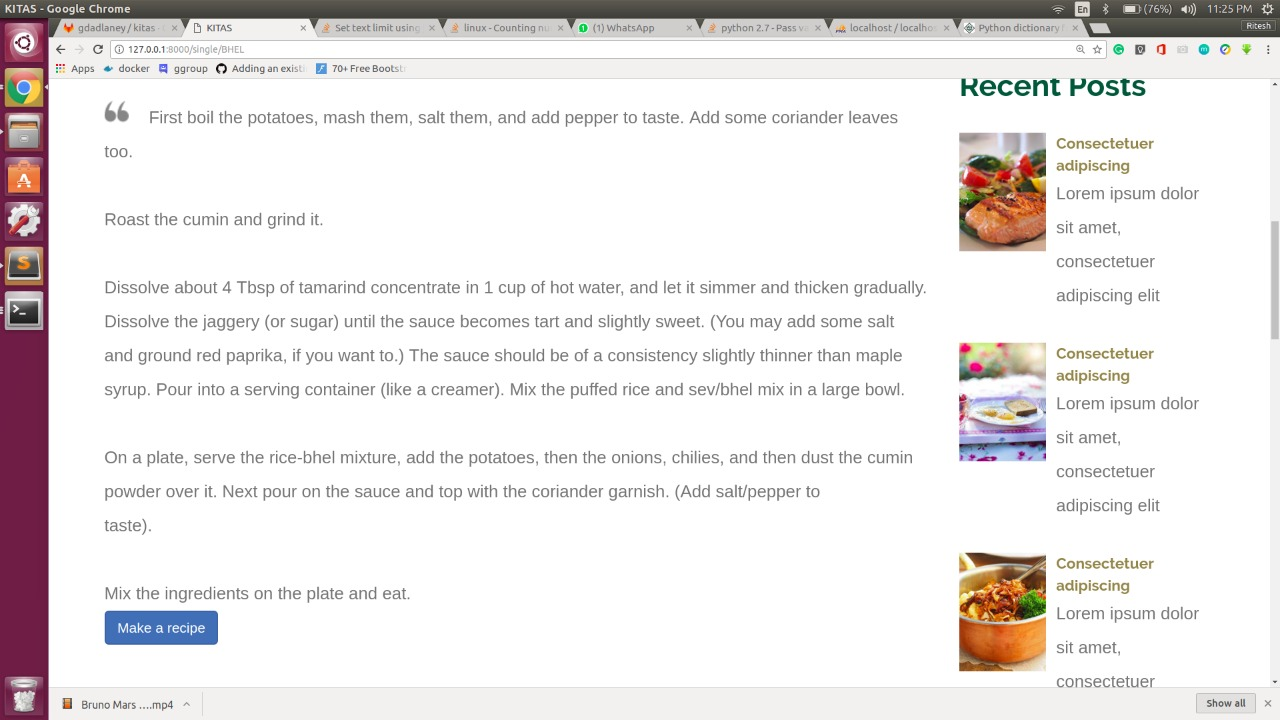 KITAS - Google Chrome
En
(76%)
11:25 PM
gdadlaney / kitas
KITAS
Set text limit using
linux - Counting nu
(1) WhatsApp
python 2.7 - Pass v
localhost / localho
Python dictionary
Ritesh
127.0.0.1:8000/single/BHEL
Apps
docker
ggroup
Adding an existi
70+ Free Bootst
First boil the potatoes, mash them, salt them, and add pepper to taste. Add some coriander leaves
too.
Roast the cumin and grind it.
Dissolve about 4 Tbsp of tamarind concentrate in 1 cup of hot water, and let it simmer and thicken gradually.
Dissolve the jaggery (or sugar) until the sauce becomes tart and slightly sweet. (You may add some salt
and ground red paprika, if you want to.) The sauce should be of a consistency slightly thinner than maple
syrup. Pour into a serving container (like a creamer). Mix the puffed rice and sev/bhel mix in a large bowl.
On a plate, serve the rice-bhel mixture, add the potatoes, then the onions, chilies, and then dust the cumin
powder over it. Next pour on the sauce and top with the coriander garnish. (Add salt/pepper to
taste).
Mix the ingredients on the plate and eat.
Make a recipe
Recent Posts
Consectetuer
adipiscing
Lorem ipsum dolor
sit amet,
consectetuer
adipiscing elit
Consectetuer
adipiscing
Lorem ipsum dolor
sit amet,
consectetuer
adipiscing elit
Consectetuer
adipiscing
Lorem ipsum dolor
sit amet,
consectetuer
Bruno Mars ....mp4
Show all